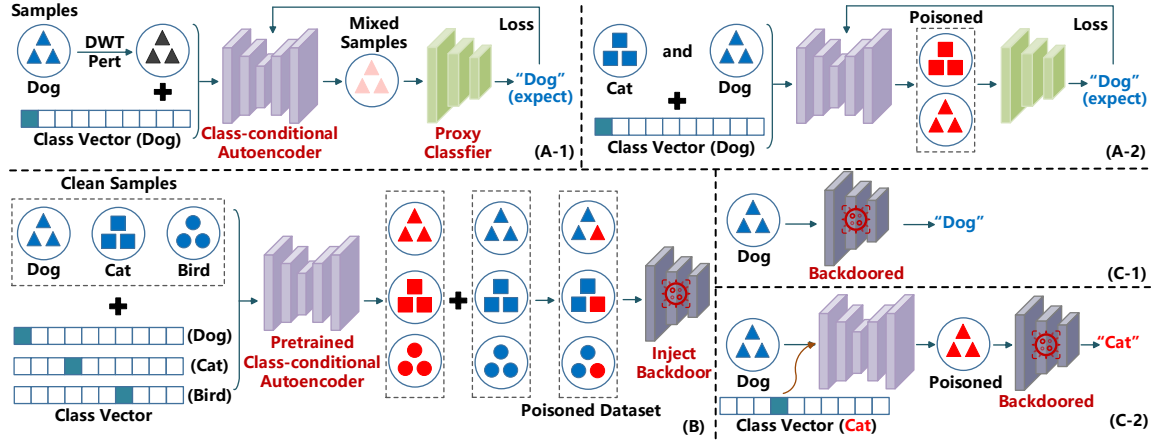 Samples
DWT
Pert
Dog
Class Vector (Dog)
Class-conditional
Autoencoder
Mixed
Samples
Proxy
Classfier
Loss
“Dog”
(expect)
(A-1)
Cat
and
Dog
Class Vector (Dog)
Poisoned
Loss
“Dog”
(expect)
(A-2)
Clean Samples
Dog
Cat
Bird
(Dog)
(Cat)
(Bird)
Class Vector
Pretrained
Class-conditional
Autoencoder
Poisoned Dataset
Inject
Backdoor
(B)
Dog
Backdoored
“Dog”
(C-1)
Dog
Class Vector (Cat)
Poisoned
Backdoored
“Cat”
(C-2)